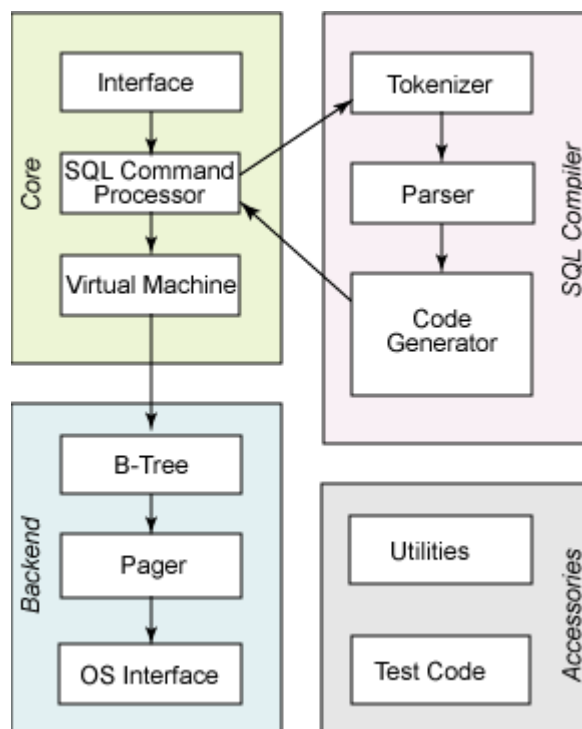 Core
Interface
SQL Command
Processor
Virtual Machine
SQL Compiler
Tokenizer
Parser
Code
Generator
Backend
B-Tree
Pager
OS Interface
Accessories
Utilities
Test Code